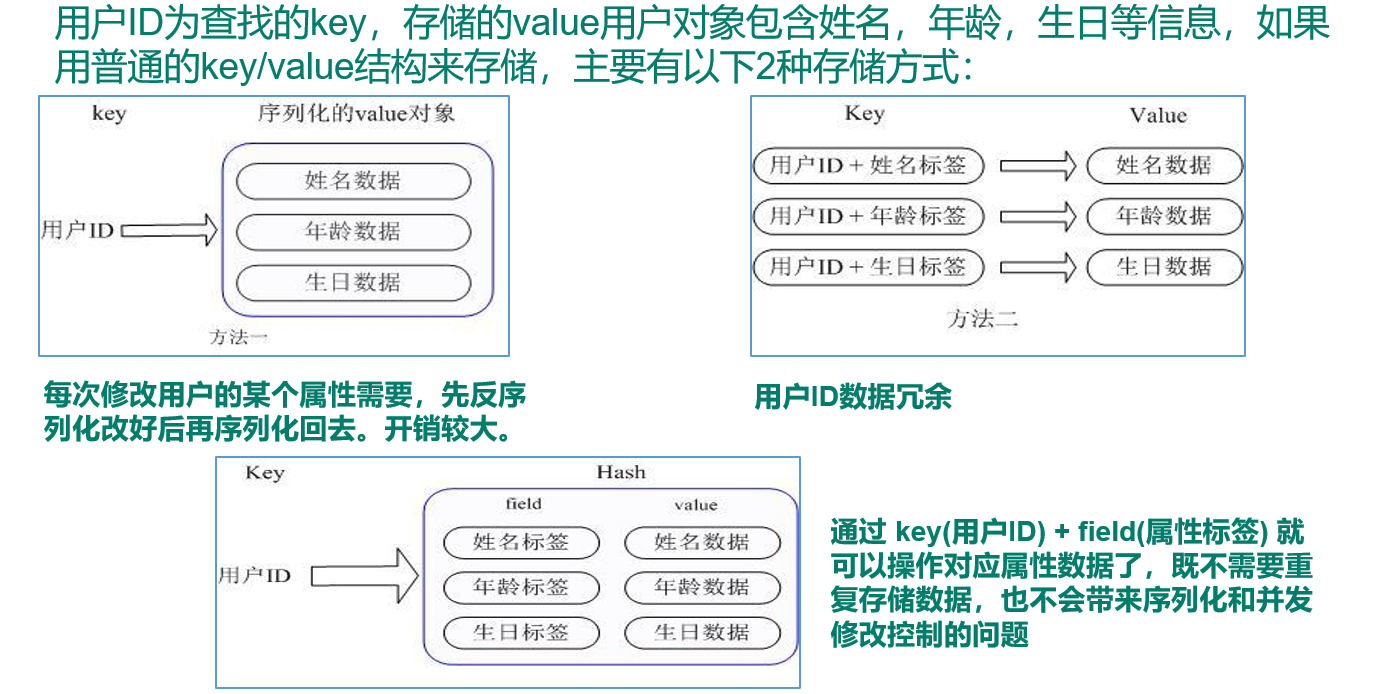 用户ID为查找的key，存储的value用户对象包含姓名，年龄，生日等信息，如果
用普通的key/value结构来存储，主要有以下2种存储方式：
key 序列化的value对象
姓名数据
用户ID 年龄数据
生日数据
方法一
Key Value
用户ID + 姓名标签 姓名数据
用户ID + 年龄标签 年龄数据
用户ID + 生日标签 生日数据
方法二
每次修改用户的某个属性需要，先反序
列化改好后再序列化回去。开销较大。
用户ID数据冗余
Key Hash
field value
姓名标签 姓名数据
用户ID 年龄标签 年龄数据
生日标签 生日数据
通过 key(用户ID) + field(属性标签) 就
可以操作对应属性数据了，既不需要重
复存储数据，也不会带来序列化和并发
修改控制的问题